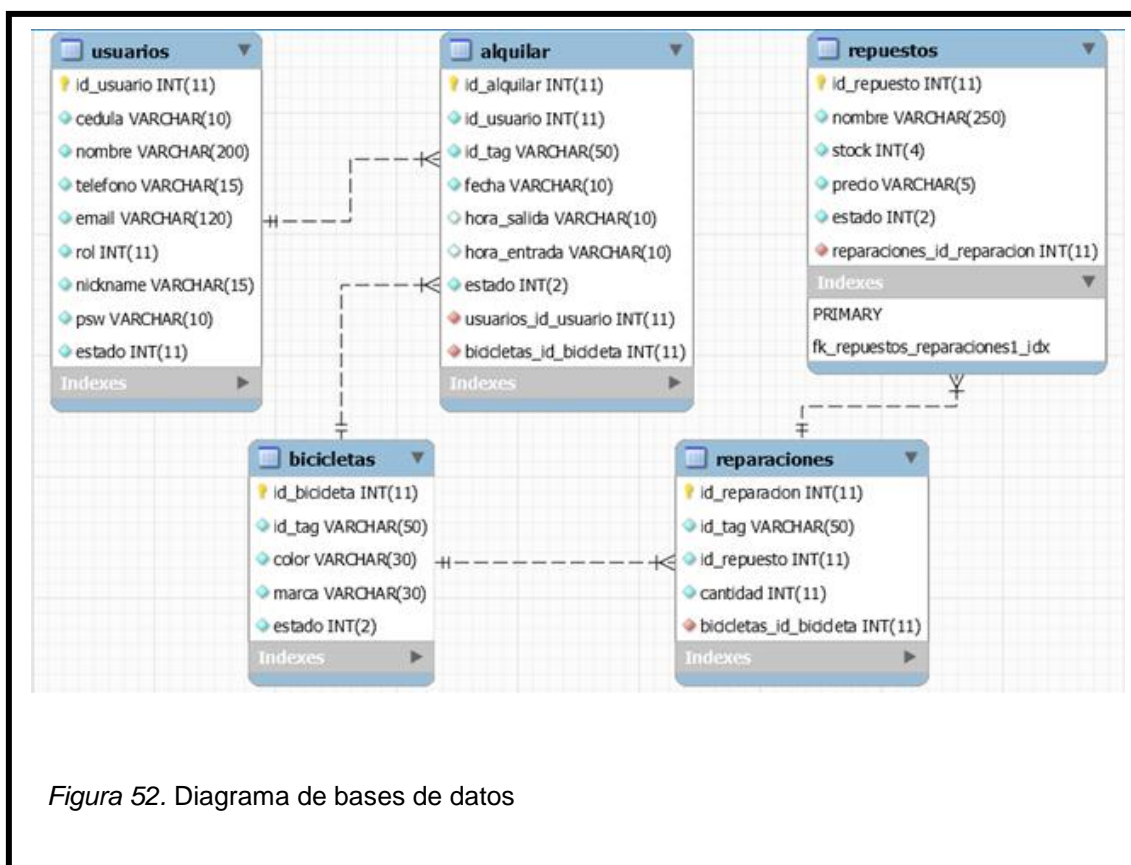 usuarios
id_usuario INT(11)
cedula VARCHAR(10)
nombre VARCHAR(200)
telefono VARCHAR(15)
email VARCHAR(120)
rol INT(11)
nickname VARCHAR(15)
psw VARCHAR(10)
estado INT(11)
Indexes
alquilar
id_alquilar INT(11)
id_usuario INT(11)
id_tag VARCHAR(50)
fecha VARCHAR(10)
hora_salida VARCHAR(10)
hora_entrada VARCHAR(10)
estado INT(2)
usuarios_id_usuario INT(11)
bicicletas_id_bicicleta INT(11)
Indexes
repuestos
id_repuesto INT(11)
nombre VARCHAR(250)
stock INT(4)
precio VARCHAR(5)
estado INT(2)
reparaciones_id_reparacion INT(11)
Indexes
PRIMARY
fk_repuestos_reparaciones1_idx
bicicletas
id_bicicleta INT(11)
id_tag VARCHAR(50)
color VARCHAR(30)
marca VARCHAR(30)
estado INT(2)
Indexes
reparaciones
id_reparacion INT(11)
id_tag VARCHAR(50)
id_repuesto INT(11)
cantidad INT(11)
bicicletas_id_bicicleta INT(11)
Indexes
Figura 52. Diagrama de bases de datos